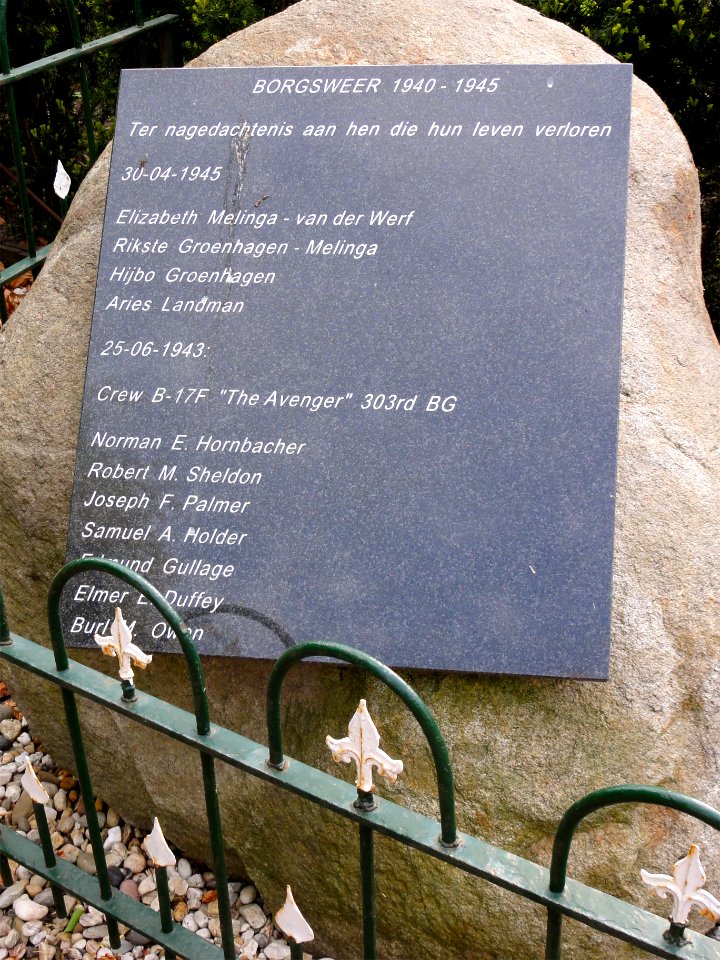 BORGSWEER 1940 - 1945
Ter nagedachtenis aan hen die hun leven verloren
30-04-1945
Elizabeth Melinga - van der Werf
Rikste Groenhagen - Melinga
Hijbo Groenhagen
Aries Landman
25-06-1943:
Crew B-17F "The Avenger" 303rd BG
Norman E. Hornbacher
Robert M. Sheldon
Joseph F. Palmer
Samuel A. Holder
Edmund Gullage
Elmer L. Duffey
Burl M. Owen